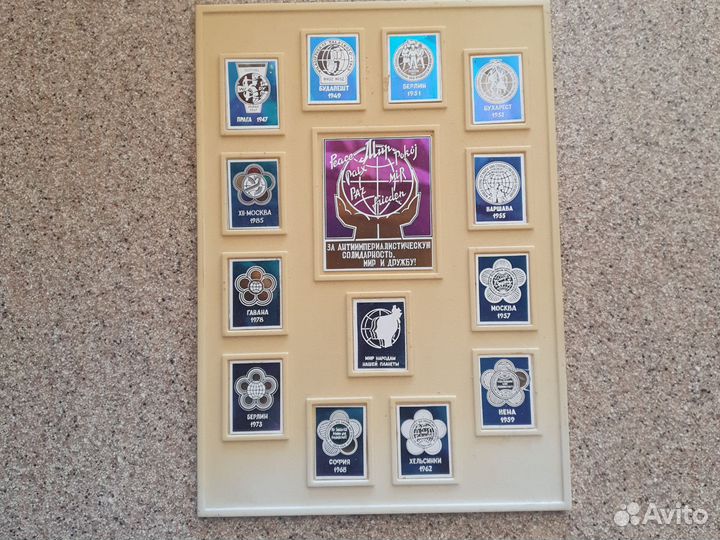 ПРАГА 1947
БУДАПЕШТ
1949
БЕРЛИН
1951
БУХАРЕСТ
1953
Peace Мир Pokój
Paix MIR
PAZ Frieden
ЗА АНТИИМПЕРИАЛИСТИЧЕСКУЮ
СОЛИДАРНОСТЬ,
МИР И ДРУЖБУ!
XII-МОСКВА
1985
ВАРШАВА
1955
ГАВАНА
1978
МОСКВА
1957
МИР НАРОДАМ
НАШЕЙ ПЛАНЕТЫ
БЕРЛИН
1973
ВЕНА
1959
СОФИЯ
1968
ХЕЛЬСИНКИ
1962
Avito